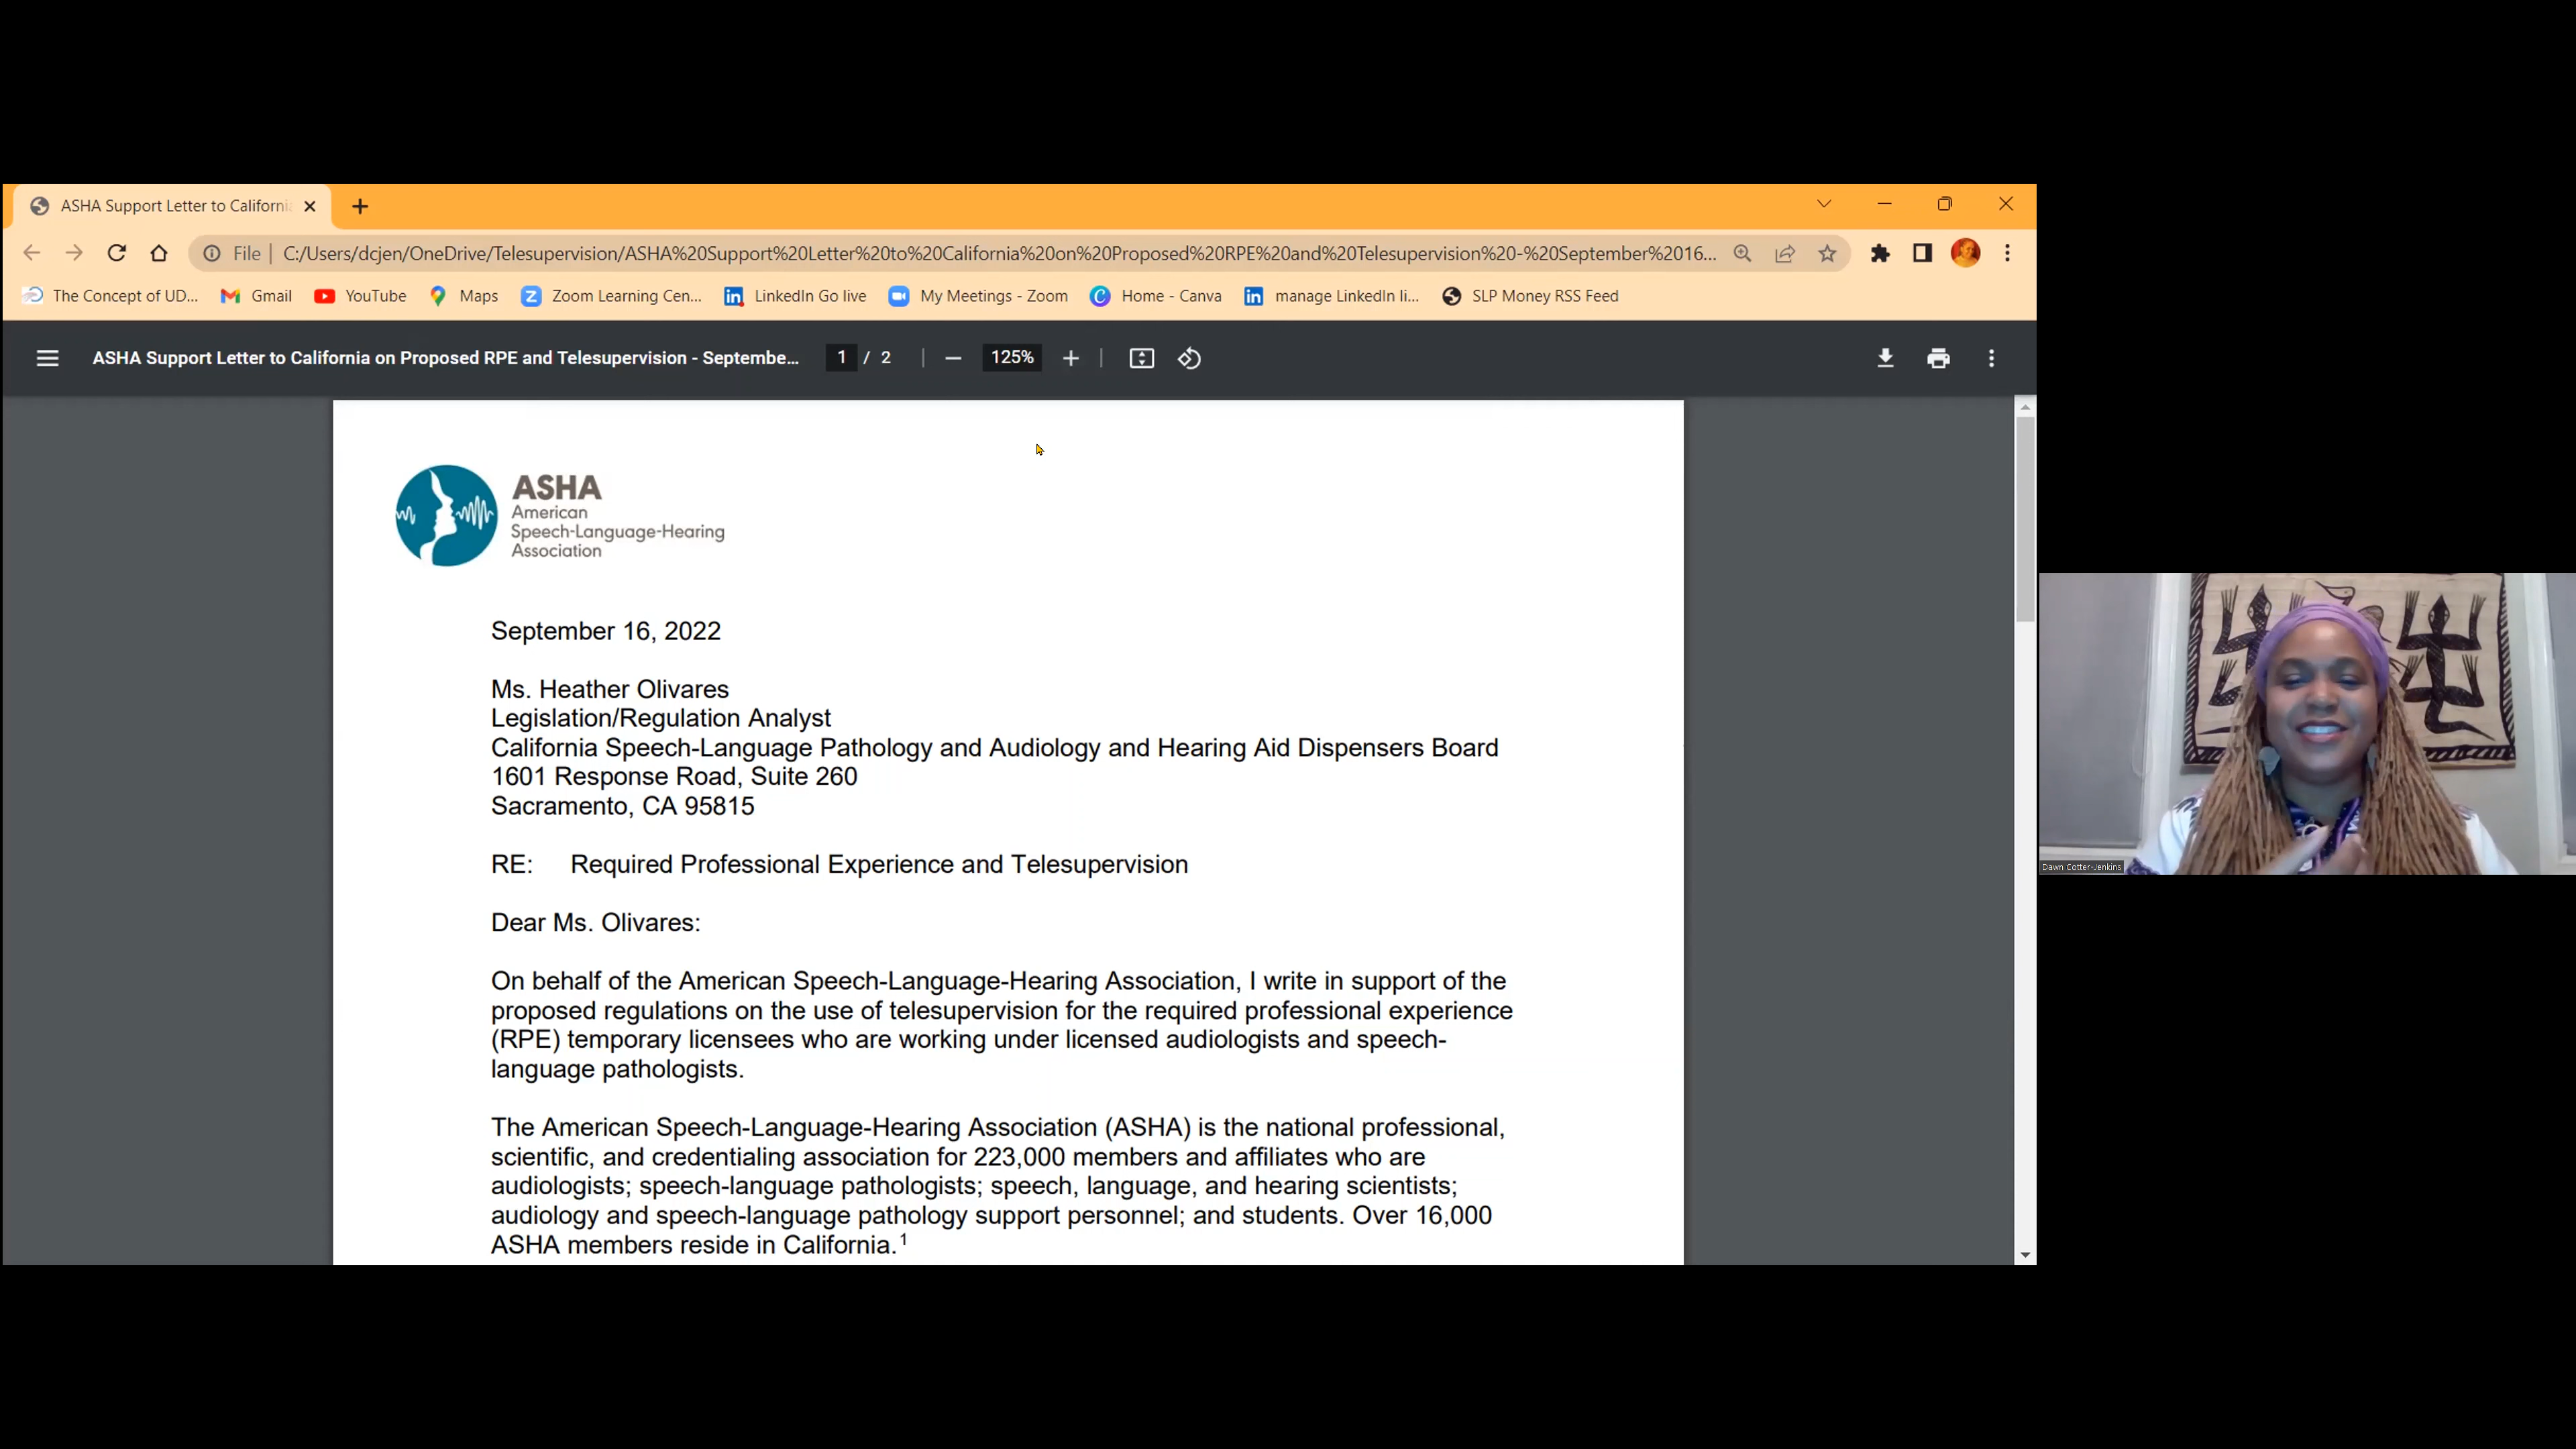 ASHA Support Letter to Californi
File
C:/Users/dcjen/OneDrive/Telesupervision/ASHA%20Support%20Letter%20to%20California%20on%20Proposed%20RPE%20and%20Telesupervision%20-%20September%2016...
The Concept of UD...
Gmail
YouTube
Maps
Zoom Learning Cen...
LinkedIn Go live
My Meetings - Zoom
Home - Canva
manage LinkedIn li...
SLP Money RSS Feed
ASHA Support Letter to California on Proposed RPE and Telesupervision - Septembe...
1 / 2
125%
ASHA
American
Speech-Language-Hearing
Association
September 16, 2022
Ms. Heather Olivares
Legislation/Regulation Analyst
California Speech-Language Pathology and Audiology and Hearing Aid Dispensers Board
1601 Response Road, Suite 260
Sacramento, CA 95815
RE: Required Professional Experience and Telesupervision
Dear Ms. Olivares:
On behalf of the American Speech-Language-Hearing Association, I write in support of the
proposed regulations on the use of telesupervision for the required professional experience
(RPE) temporary licensees who are working under licensed audiologists and speech-
language pathologists.
The American Speech-Language-Hearing Association (ASHA) is the national professional,
scientific, and credentialing association for 223,000 members and affiliates who are
audiologists; speech-language pathologists; speech, language, and hearing scientists;
audiology and speech-language pathology support personnel; and students. Over 16,000
ASHA members reside in California.¹
Dawn Cotter-Jenkins